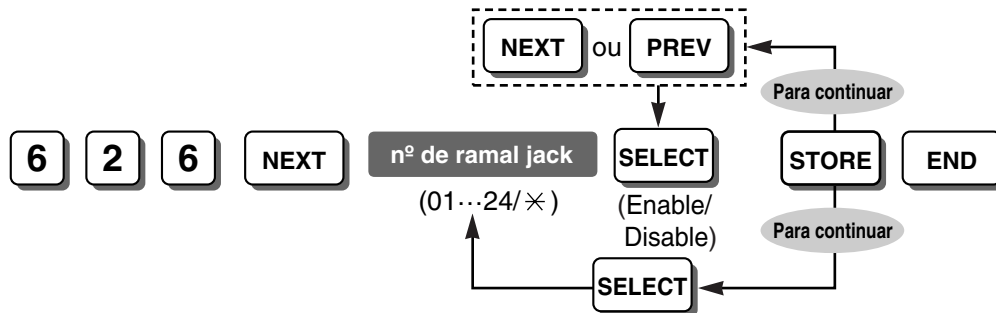 NEXT ou PREV
Para continuar
6 2 6 NEXT nº de ramal jack SELECT STORE END
(01···24/✳)
(Enable/
Disable)
Para continuar
SELECT